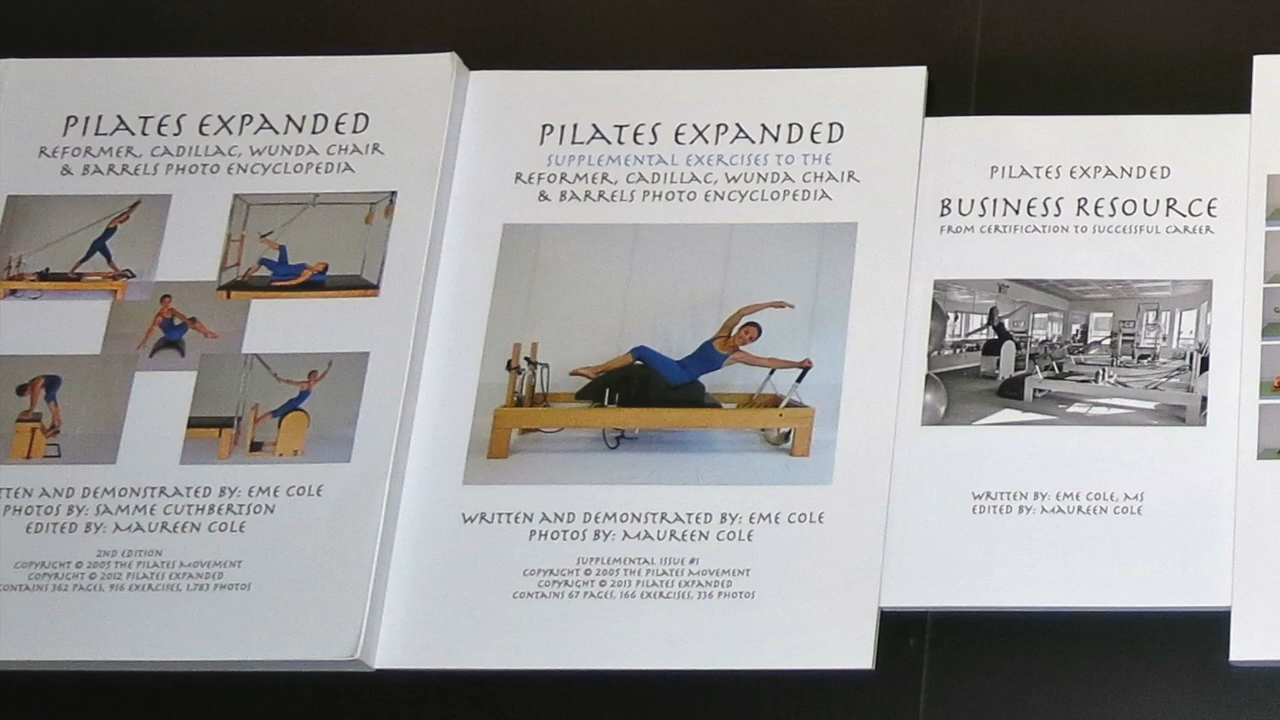 PILATES EXPANDED
REFORMER, CADILLAC, WUNDA CHAIR
& BARRELS PHOTO ENCYCLOPEDIA
AND DEMONSTRATED BY: EME COLE
PHOTOS BY: SAMME CUTHBERTSON
EDITED BY: MAUREEN COLE
2ND EDITION
COPYRIGHT © 2005 THE PILATES MOVEMENT
COPYRIGHT © 2012 PILATES EXPANDED
CONTAINS 362 PAGES, 916 EXERCISES, 1,783 PHOTOS
PILATES EXPANDED
SUPPLEMENTAL EXERCISES TO THE
REFORMER, CADILLAC, WUNDA CHAIR
& BARRELS PHOTO ENCYCLOPEDIA
WRITTEN AND DEMONSTRATED BY: EME COLE
PHOTOS BY: MAUREEN COLE
SUPPLEMENTAL ISSUE #1
COPYRIGHT © 2005 THE PILATES MOVEMENT
COPYRIGHT © 2013 PILATES EXPANDED
CONTAINS 67 PAGES, 166 EXERCISES, 336 PHOTOS
PILATES EXPANDED
BUSINESS RESOURCE
FROM CERTIFICATION TO SUCCESSFUL CAREER
WRITTEN BY: EME COLE, MS
EDITED BY: MAUREEN COLE